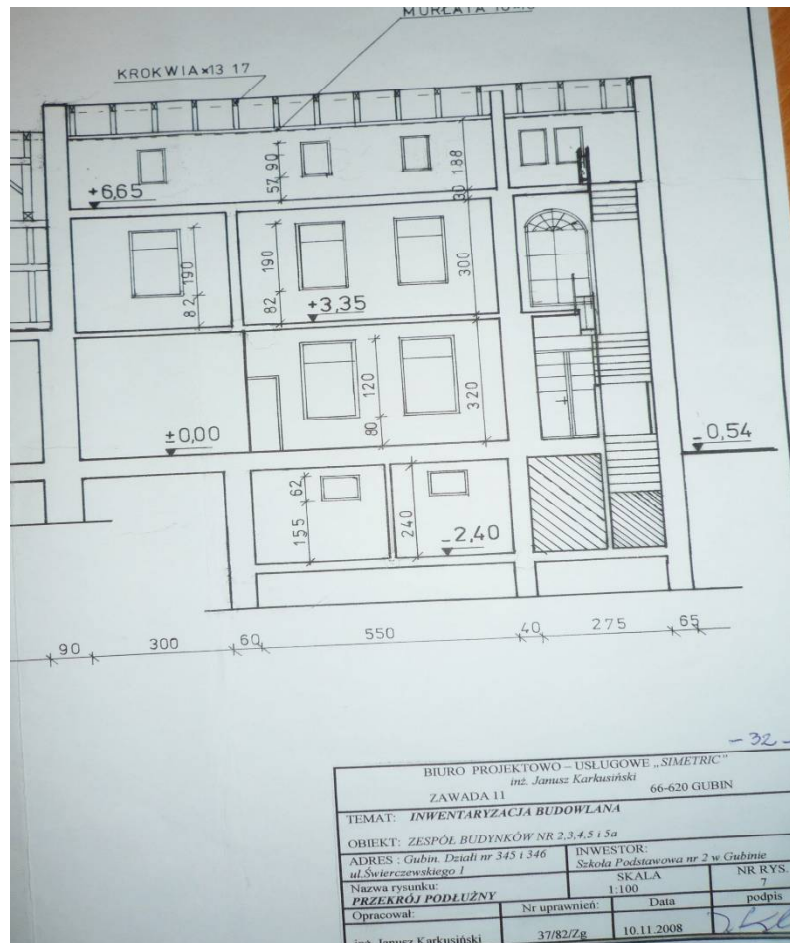 MURŁATA
KROKWIA×13 17
+6,65
57 90
30 188
82 190
82 190
300
+3,35
80 120
320
±0,00
-0,54
155 62
240
-2,40
90 300 60 550 40 275 65
- 32 -
BIURO PROJEKTOWO – USŁUGOWE „SIMETRIC"
inż. Janusz Karkusiński
ZAWADA 11 66-620 GUBIN
TEMAT: INWENTARYZACJA BUDOWLANA
OBIEKT: ZESPÓŁ BUDYNKÓW NR 2,3,4,5 i 5a
ADRES : Gubin. Działi nr 345 i 346
ul.Świerczewskiego 1
INWESTOR:
Szkoła Podstawowa nr 2 w Gubinie
Nazwa rysunku:
PRZEKRÓJ PODŁUŻNY
SKALA
1:100
NR RYS.
7
Opracował: Nr uprawnień: Data podpis
inż. Janusz Karkusiński 37/82/Zg 10.11.2008